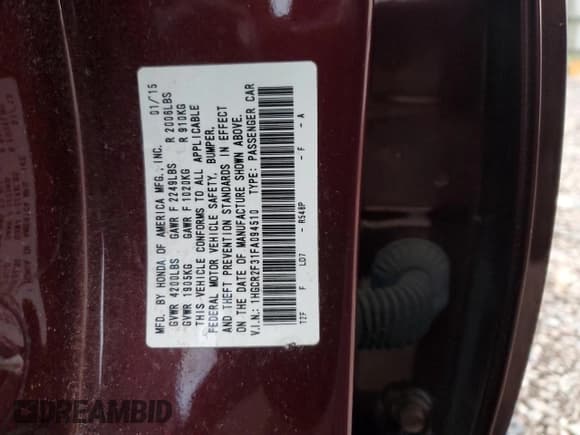 MFD. BY HONDA OF AMERICA MFG., INC. 01/15
GVWR 4200LBS GAWR F 2249LBS R 2006LBS
GVWR 1905KG GAWR F 1020KG R 910KG
THIS VEHICLE CONFORMS TO ALL APPLICABLE
FEDERAL MOTOR VEHICLE SAFETY, BUMPER,
AND THEFT PREVENTION STANDARDS IN EFFECT
ON THE DATE OF MANUFACTURE SHOWN ABOVE.
V.I.N.: 1HGCR2F31FA094510 TYPE: PASSENGER CAR
T2F F LD7 - R548P - F - A
DREAMBID